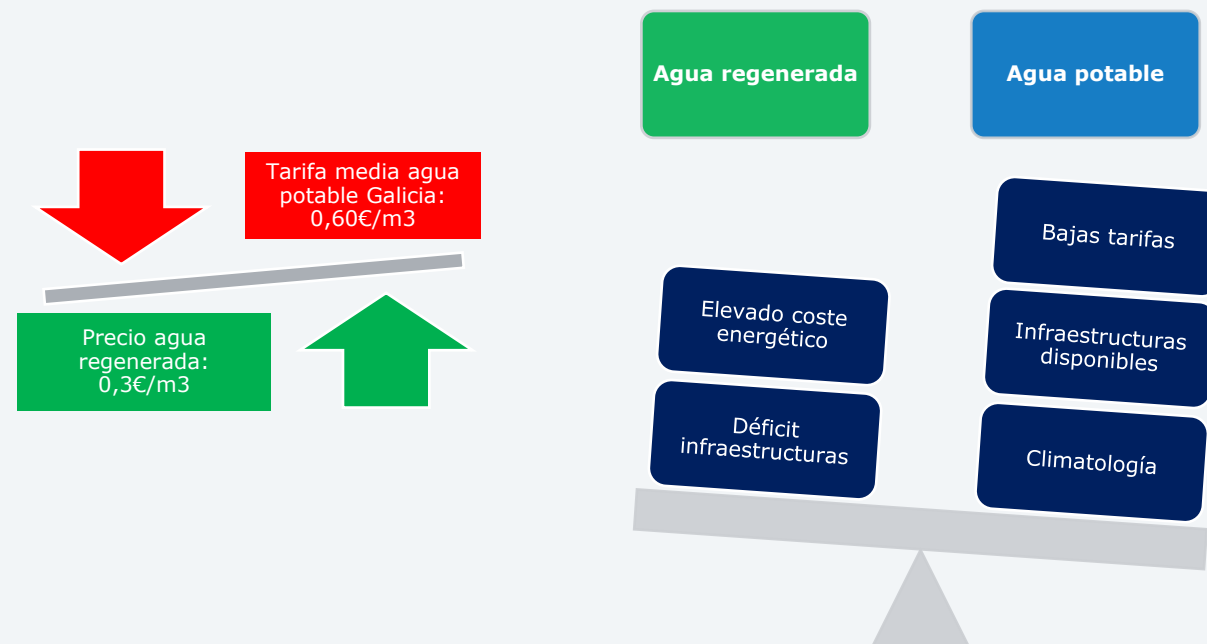 Tarifa media agua
potable Galicia:
0,60€/m3
Precio agua
regenerada:
0,3€/m3
Agua regenerada
Agua potable
Elevado coste
energético
Déficit
infraestructuras
Bajas tarifas
Infraestructuras
disponibles
Climatología